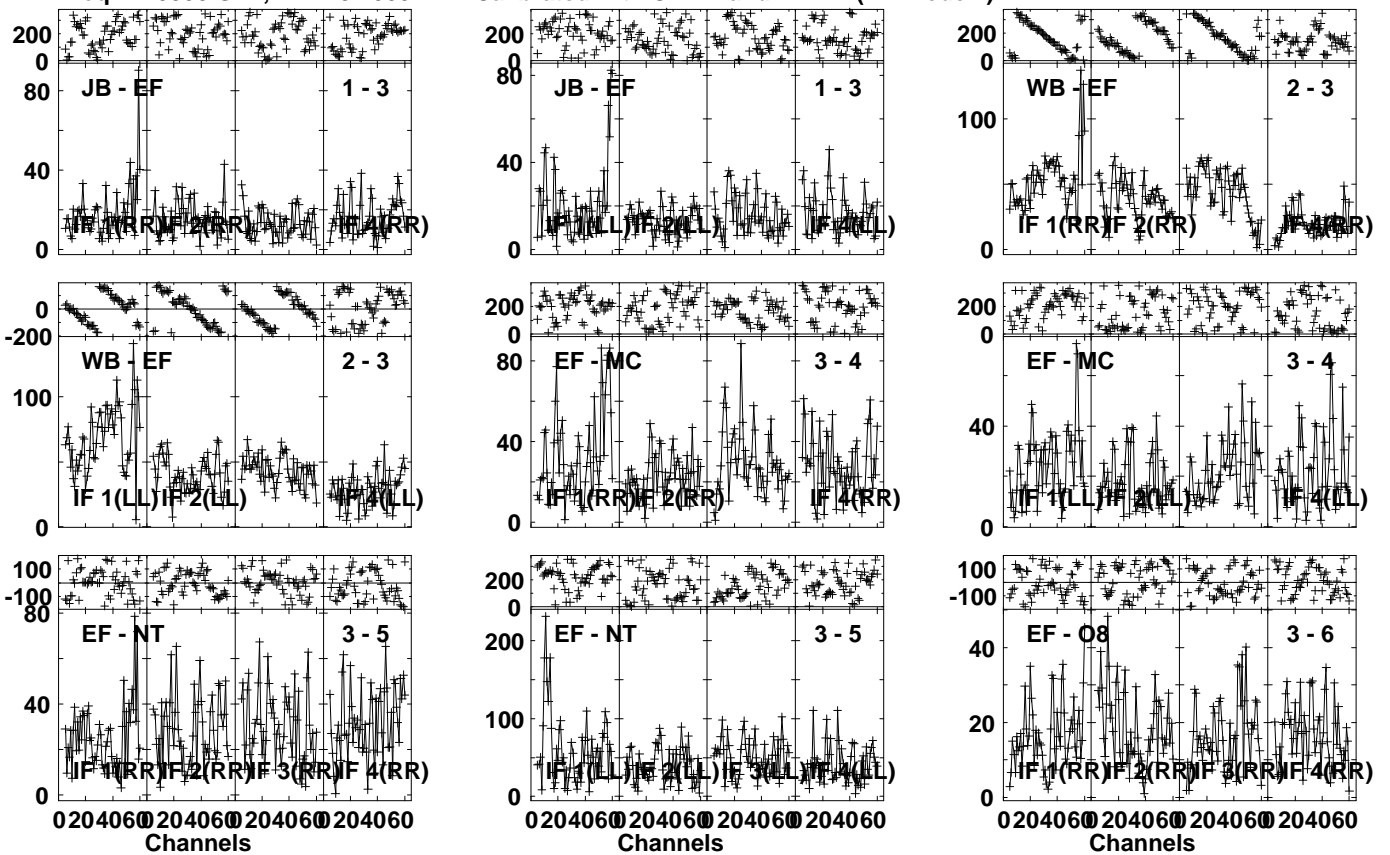 200
0
200
0
200
0
JB - EF 1 - 3
JB - EF 1 - 3
WB - EF 2 - 3
80
40
0
80
40
0
100
0
IF 1(RR) IF 2(RR) IF 4(RR)
IF 1(LL) IF 2(LL) IF 4(LL)
IF 1(RR) IF 2(RR) IF 4(RR)
0
-200
200
0
200
0
WB - EF 2 - 3
EF - MC 3 - 4
EF - MC 3 - 4
100
0
80
40
0
40
0
IF 1(LL) IF 2(LL) IF 4(LL)
IF 1(RR) IF 2(RR) IF 4(RR)
IF 1(LL) IF 2(LL) IF 4(LL)
100
-100
200
0
100
-100
EF - NT 3 - 5
EF - NT 3 - 5
EF - O8 3 - 6
80
40
0
200
100
0
40
20
0
IF 1(RR) IF 2(RR) IF 3(RR) IF 4(RR)
IF 1(LL) IF 2(LL) IF 3(LL) IF 4(LL)
IF 1(RR) IF 2(RR) IF 3(RR) IF 4(RR)
0 20 40 60 0 20 40 60 0 20 40 60 0 20 40 60
0 20 40 60 0 20 40 60 0 20 40 60 0 20 40 60
0 20 40 60 0 20 40 60 0 20 40 60 0 20 40 60
Channels
Channels
Channels